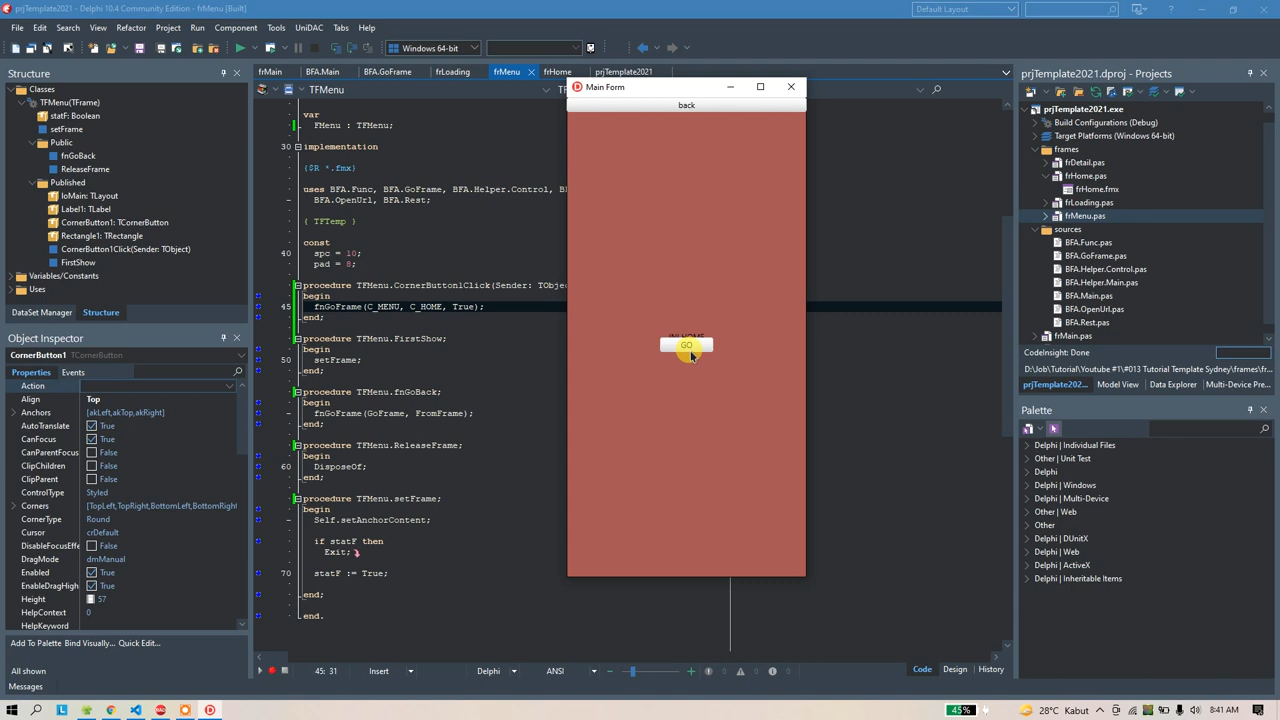 prjTemplate2021 - Delphi 10.4 Community Edition - frMenu [Built]
Default Layout
File Edit Search View Refactor Project Run Component Tools Tabs Help
Windows 64-bit
Structure
Classes
TFMenu(TFrame)
statF: Boolean
setFrame
Public
fnGoBack
ReleaseFrame
Published
loMain: TLayout
Label1: TLabel
CornerButton1: TCornerButton
Rectangle1: TRectangle
CornerButton1Click(Sender: TObject)
FirstShow
Variables/Constants
Uses
DataSet Manager Structure
Object Inspector
CornerButton1 TCornerButton
Properties Events
Action
Align Top
Anchors [akLeft,akTop,akRight]
AutoTranslate True
CanFocus True
CanParentFocus False
ClipChildren False
ClipParent False
ControlType Styled
Corners [TopLeft,TopRight,BottomLeft,BottomRight
CornerType Round
Cursor crDefault
DisableFocusEffe False
DragMode dmManual
Enabled True
EnableDragHigh True
Height 57
HelpContext 0
HelpKeyword
Add To Palette Bind Visually... Quick Edit...
All shown
Messages
frMain BFA.Main BFA.GoFrame frLoading frMenu frHome prjTemplate2021
TFMenu
var
FMenu : TFMenu;
30 implementation
{$R *.fmx}
uses BFA.Func, BFA.GoFrame, BFA.Helper.Control,
BFA.OpenUrl, BFA.Rest;
{ TFTemp }
const
40 spc = 10;
pad = 8;
procedure TFMenu.CornerButton1Click(Sender: TObje
begin
45 fnGoFrame(C_MENU, C_HOME, True);
end;
procedure TFMenu.FirstShow;
begin
50 setFrame;
end;
procedure TFMenu.fnGoBack;
begin
fnGoFrame(GoFrame, FromFrame);
end;
procedure TFMenu.ReleaseFrame;
begin
60 DisposeOf;
end;
procedure TFMenu.setFrame;
begin
Self.setAnchorContent;
if statF then
Exit;
70 statF := True;
end;
end.
45: 31 Insert Delphi ANSI
Code Design History
Main Form
back
GO
prjTemplate2021.dproj - Projects
prjTemplate2021.exe
Build Configurations (Debug)
Target Platforms (Windows 64-bit)
frames
frDetail.pas
frHome.pas
frHome.fmx
frLoading.pas
frMenu.pas
sources
BFA.Func.pas
BFA.GoFrame.pas
BFA.Helper.Control.pas
BFA.Helper.Main.pas
BFA.Main.pas
BFA.OpenUrl.pas
BFA.Rest.pas
frMain.pas
CodeInsight: Done
D:\Job\Tutorial\Youtube #1\#013 Tutorial Template Sydney\frames\fr
prjTemplate202... Model View Data Explorer Multi-Device Pre...
Palette
Delphi | Individual Files
Other | Unit Test
Delphi
Delphi | Windows
Delphi | Multi-Device
Other | Web
Other
Delphi | DUnitX
Delphi | Web
Delphi | ActiveX
Delphi | Inheritable Items
45%
28°C Kabut
8:41 AM